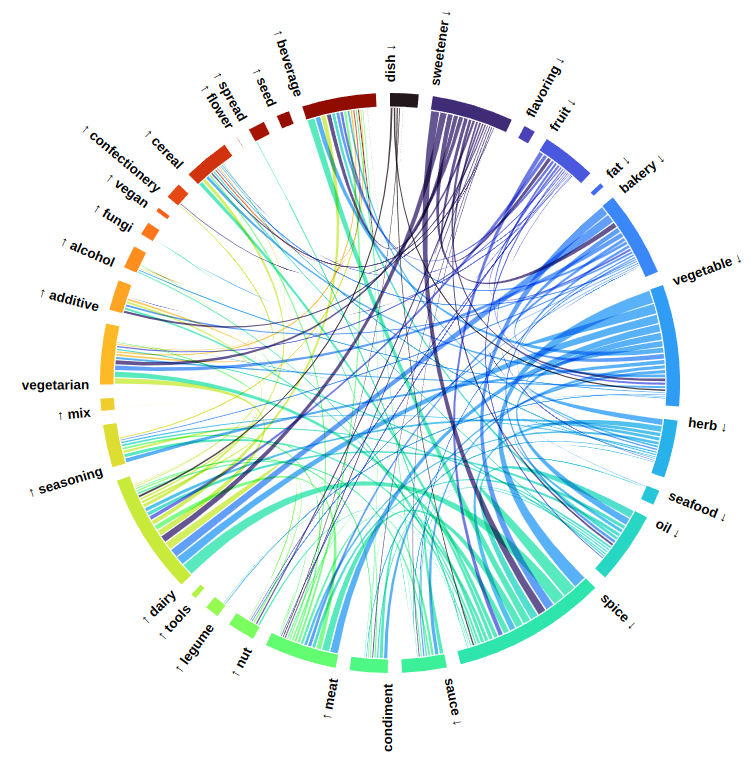 dish ↓
sweetener ↓
flavoring ↓
fruit ↓
fat ↓
bakery ↓
vegetable ↓
herb ↓
seafood ↓
oil ↓
spice ↓
sauce ↓
condiment
↑ meat
↑ nut
↑ legume
↑ tools
↑ dairy
↑ seasoning
↑ mix
vegetarian
↑ additive
↑ alcohol
↑ fungi
↑ vegan
↑ confectionery
↑ cereal
↑ flower
↑ spread
↑ seed
↑ beverage